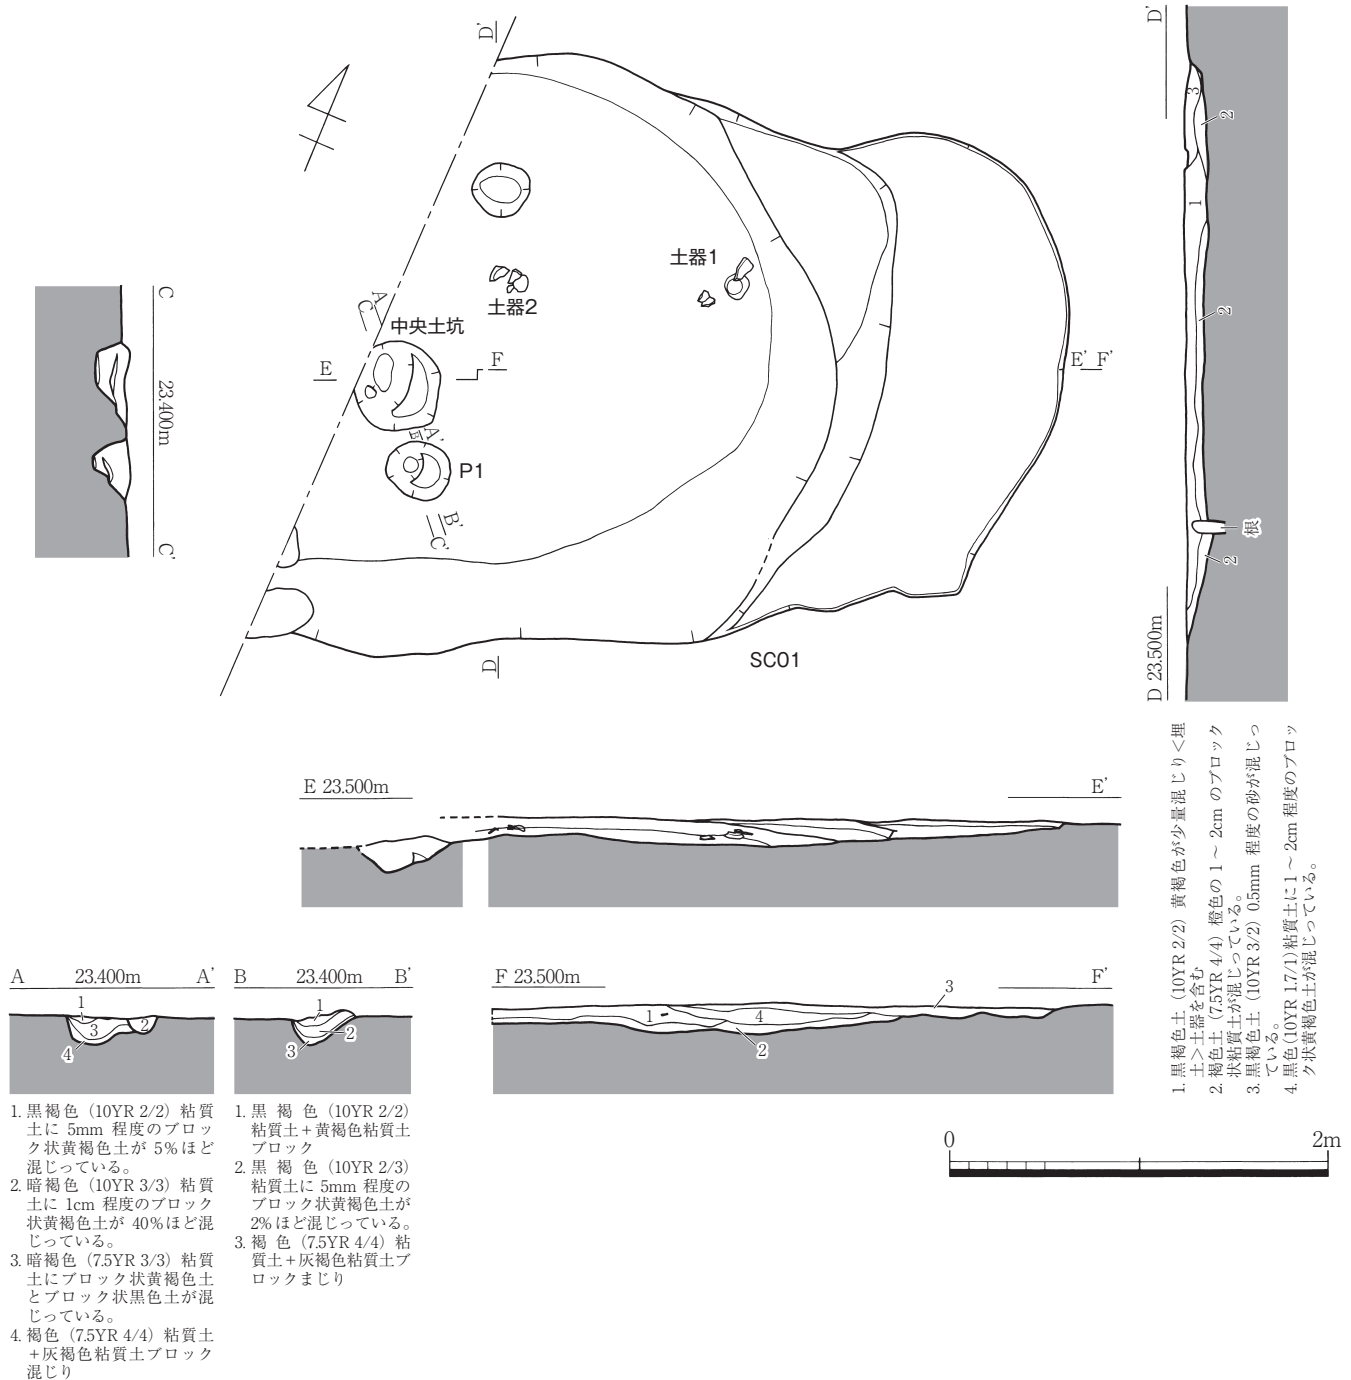 D'
土器1
土器2
A
C
中央土坑
E
F
E' F'
A'
B
P1
B'
C'
D
SC01
C
23.400m
C'
D'
3
2
1
2
根
2
D 23.500m
1. 黒褐色土（10YR 2/2）黄褐色が少量混じり＜埋
土＞土器を含む
2. 褐色土（7.5YR 4/4）橙色の1～2cmのブロック
状粘質土が混じっている。
3. 黒褐色土（10YR 3/2）0.5mm 程度の砂が混じっ
ている。
4. 黒色（10YR 1.7/1）粘質土に1～2cm 程度のブロッ
ク状黄褐色土が混じっている。
E 23.500m
E'
A 23.400m A'
1
3
2
4
B 23.400m B'
1
2
3
F 23.500m
F'
3
1
4
2
1. 黒褐色（10YR 2/2）粘質
土に 5mm 程度のブロッ
ク状黄褐色土が 5%ほど
混じっている。
2. 暗褐色（10YR 3/3）粘質
土に 1cm 程度のブロック
状黄褐色土が 40%ほど混
じっている。
3. 暗褐色（7.5YR 3/3）粘質
土にブロック状黄褐色土
とブロック状黒色土が混
じっている。
4. 褐色（7.5YR 4/4）粘質土
＋灰褐色粘質土ブロック
混じり
1. 黒褐色（10YR 2/2）
粘質土＋黄褐色粘質土
ブロック
2. 黒褐色（10YR 2/3）
粘質土に 5mm 程度の
ブロック状黄褐色土が
2%ほど混じっている。
3. 褐色（7.5YR 4/4）粘
質土＋灰褐色粘質土ブ
ロックまじり
0 2m